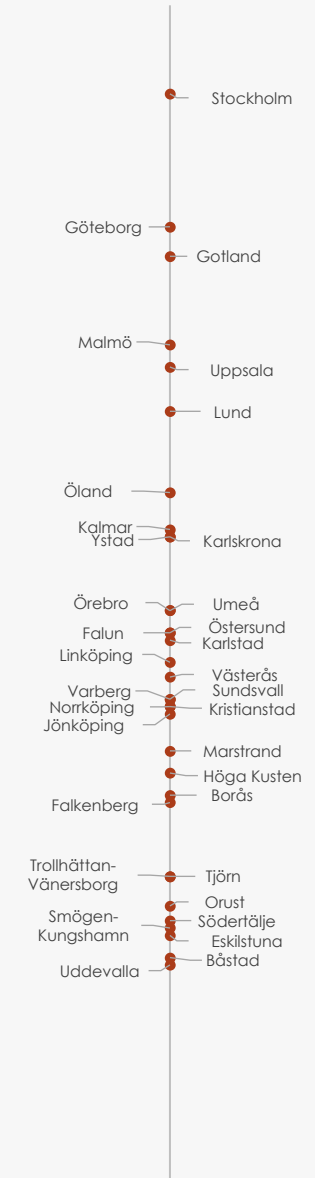 Stockholm
Göteborg
Gotland
Malmö
Uppsala
Lund
Öland
Kalmar
Ystad
Karlskrona
Örebro
Umeå
Östersund
Falun
Karlstad
Linköping
Västerås
Varberg
Sundsvall
Norrköping
Kristianstad
Jönköping
Marstrand
Höga Kusten
Borås
Falkenberg
Trollhättan-
Vänersborg
Tjörn
Orust
Smögen-
Kungshamn
Södertälje
Eskilstuna
Båstad
Uddevalla